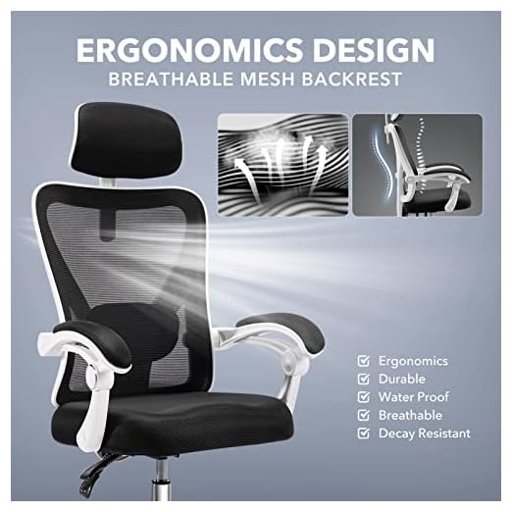 ERGONOMICS DESIGN
BREATHABLE MESH BACKREST
Ergonomics
Durable
Water Proof
Breathable
Decay Resistant